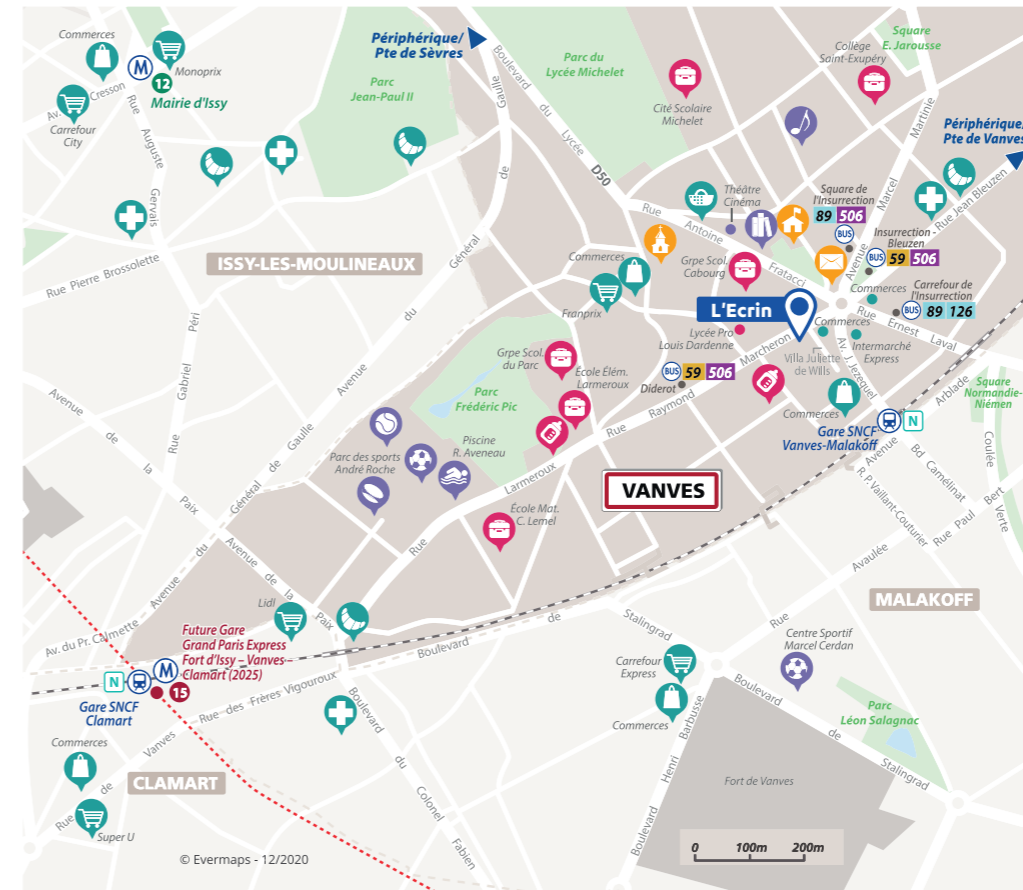 Commerces
M
Monoprix
12
Mairie d'Issy
Av. Cresson
Carrefour
City
Rue Auguste Gervais
Périphérique/
Pte de Sèvres
Parc
Jean-Paul II
Boulevard du Lycée
D50
Parc du
Lycée Michelet
Cité Scolaire
Michelet
Collège
Saint-Exupéry
Square
E. Jarousse
Périphérique/
Pte de Vanves
Avenue Marcel Martinie
Rue Jean Bleuzen
Rue Pierre Brossolette
ISSY-LES-MOULINEAUX
Avenue du Général de Gaulle
Rue Gabriel Péri
Avenue de la Paix
Théâtre
Cinéma
Square de
l'Insurrection
89 506
BUS
Insurrection -
Bleuzen
BUS 59 506
Rue Antoine Fratacci
Commerces
Grpe Scol.
Cabourg
Franprix
Commerces
Carrefour de
l'Insurrection
BUS 89 126
L'Ecrin
Lycée Pro
Louis Dardenne
Commerces
Rue Ernest Laval
Intermarché
Express
Villa Juliette
de Wills
Av. J. Jezequel
Rue Raymond Marcheron
BUS 59 506
Diderot
Grpe Scol.
du Parc
École Élém.
Larmeroux
Parc
Frédéric Pic
Commerces
Gare SNCF
Vanves-Malakoff
N
Square
Normandie-
Niémen
Avenue Arblade
Coulée Verte
Bd Camélinat
R. P. Vaillant-Couturier
Rue Paul Bert
Piscine
R. Aveneau
Parc des sports
André Roche
Rue Larmeroux
VANVES
École Mat.
C. Lemel
Avenue du Général de Gaulle
Avenue de la Paix
Rue Avaulée
MALAKOFF
Lidl
Av. du Pr. Calmette
Future Gare
Grand Paris Express
Fort d'Issy – Vanves –
Clamart (2025)
M
15
N
Gare SNCF
Clamart
Boulevard de Stalingrad
Centre Sportif
Marcel Cerdan
Carrefour
Express
Commerces
Rue des Frères Vigouroux
Boulevard du Colonel Fabien
Boulevard Henri Barbusse
Boulevard de Stalingrad
Parc
Léon Salagnac
Commerces
Rue de Vanves
CLAMART
Super U
Fort de Vanves
© Evermaps - 12/2020
0 100m 200m